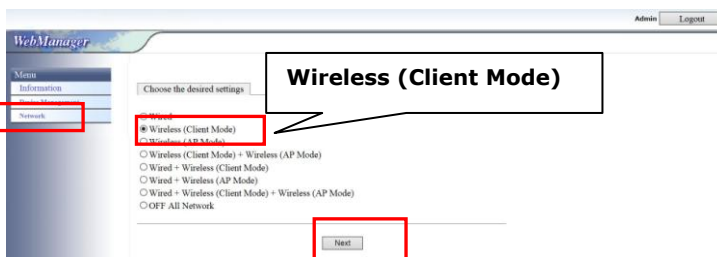 Admin Logout
WebManager
Menu
Information
Device Management
Network
Choose the desired settings
Wireless (Client Mode)
Wired
Wireless (Client Mode)
Wireless (AP Mode)
Wireless (Client Mode) + Wireless (AP Mode)
Wired + Wireless (Client Mode)
Wired + Wireless (AP Mode)
Wired + Wireless (Client Mode) + Wireless (AP Mode)
OFF All Network
Next